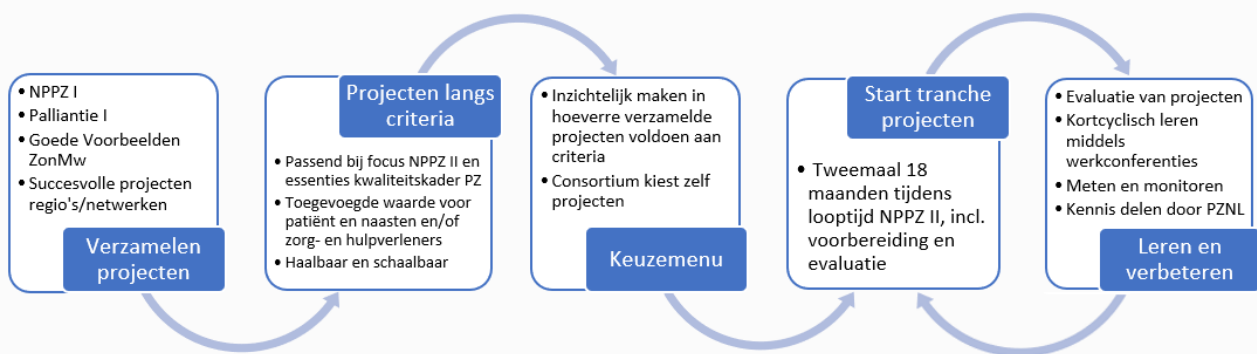 • NPPZ I
• Palliantie I
• Goede Voorbeelden
ZonMw
• Succesvolle projecten
regio's/netwerken
Verzamelen
projecten
Projecten langs
criteria
• Passend bij focus NPPZ II en
essenties kwaliteitskader PZ
• Toegevoegde waarde voor
patiënt en naasten en/of
zorg- en hulpverleners
• Haalbaar en schaalbaar
• Inzichtelijk maken in
hoeverre verzamelde
projecten voldoen aan
criteria
• Consortium kiest zelf
projecten
Keuzemenu
Start tranche
projecten
• Tweemaal 18
maanden tijdens
looptijd NPPZ II, incl.
voorbereiding en
evaluatie
• Evaluatie van projecten
• Kortcyclisch leren
middels
werkconferenties
• Meten en monitoren
• Kennis delen door PZNL
Leren en
verbeteren